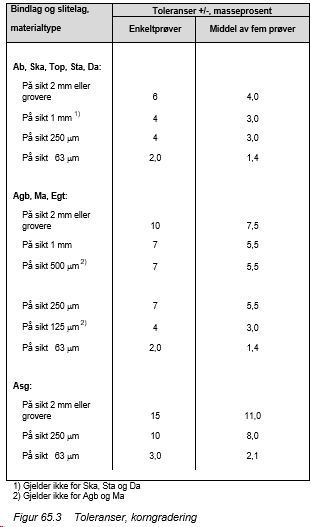 Bindlag og slitelag,
materialtype
Toleranser +/-, masseprosent
Enkeltprøver
Middel av fem prøver
Ab, Ska, Top, Sta, Da:
På sikt 2 mm eller
grovere 6 4,0
På sikt 1 mm 1) 4 3,0
På sikt 250 µm 4 3,0
På sikt 63 µm 2,0 1,4
Agb, Ma, Egt:
På sikt 2 mm eller
grovere 10 7,5
På sikt 1 mm 7 5,5
På sikt 500 µm 2) 7 5,5
På sikt 250 µm 7 5,5
På sikt 125 µm 2) 4 3,0
På sikt 63 µm 2,0 1,4
Asg:
På sikt 2 mm eller
grovere 15 11,0
På sikt 250 µm 10 8,0
På sikt 63 µm 3,0 2,1
1) Gjelder ikke for Ska, Sta og Da
2) Gjelder ikke for Agb og Ma
Figur 65.3 Toleranser, korngradering